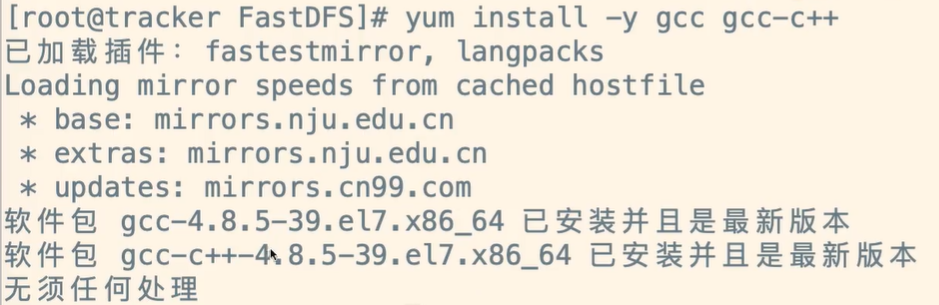 [root@tracker FastDFS]# yum install -y gcc gcc-c++
已加载插件：fastestmirror, langpacks
Loading mirror speeds from cached hostfile
 * base: mirrors.nju.edu.cn
 * extras: mirrors.nju.edu.cn
 * updates: mirrors.cn99.com
软件包 gcc-4.8.5-39.el7.x86_64 已安装并且是最新版本
软件包 gcc-c++-4.8.5-39.el7.x86_64 已安装并且是最新版本
无须任何处理